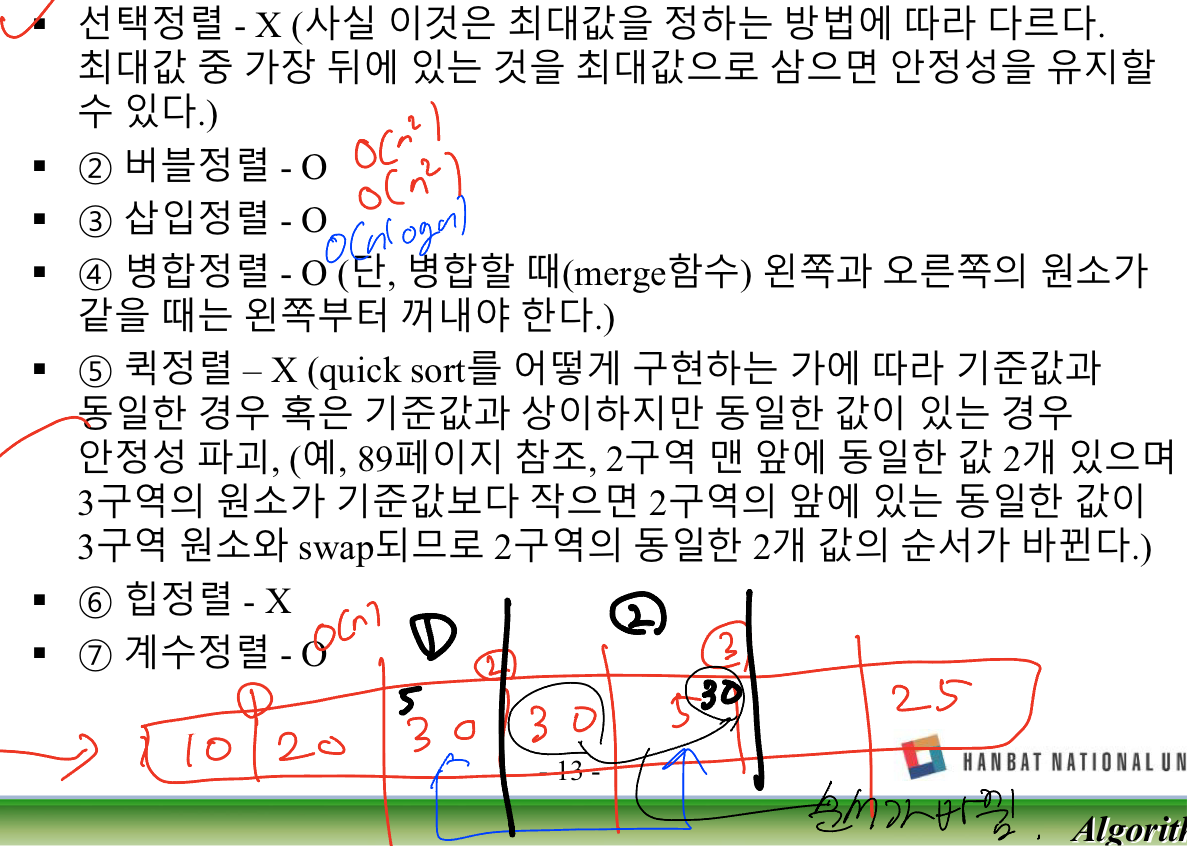 ▪ 선택정렬 - X (사실 이것은 최대값을 정하는 방법에 따라 다르다.
최대값 중 가장 뒤에 있는 것을 최대값으로 삼으면 안정성을 유지할
수 있다.)
▪ ② 버블정렬 - O O(n²)
▪ ③ 삽입정렬 - O O(n²)
O(nlogn)
▪ ④ 병합정렬 - O (단, 병합할 때(merge함수) 왼쪽과 오른쪽의 원소가
같을 때는 왼쪽부터 꺼내야 한다.)
▪ ⑤ 퀵정렬 – X (quick sort를 어떻게 구현하는 가에 따라 기준값과
동일한 경우 혹은 기준값과 상이하지만 동일한 값이 있는 경우
안정성 파괴, (예, 89페이지 참조, 2구역 맨 앞에 동일한 값 2개 있으며
3구역의 원소가 기준값보다 작으면 2구역의 앞에 있는 동일한 값이
3구역 원소와 swap되므로 2구역의 동일한 2개 값의 순서가 바뀐다.)
▪ ⑥ 힙정렬 - X
▪ ⑦ 계수정렬 - O O(n)
① ②
① ② ③
5 30
10 20 30 30 5 25
- 13 -
HANBAT NATIONAL UN
순서가 바뀜.
Algorith